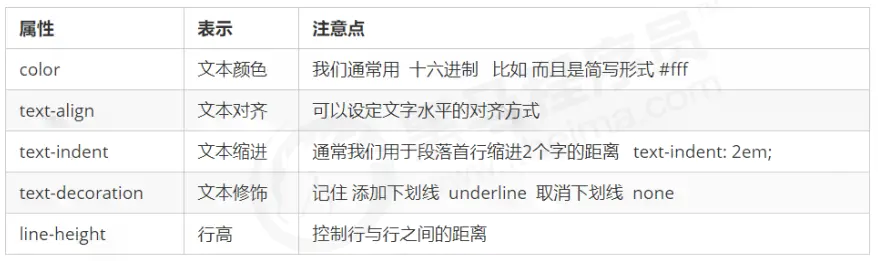 属性 表示 注意点
color 文本颜色 我们通常用 十六进制 比如 而且是简写形式 #fff
text-align 文本对齐 可以设定文字水平的对齐方式
text-indent 文本缩进 通常我们用于段落首行缩进2个字的距离 text-indent: 2em;
text-decoration 文本修饰 记住 添加下划线 underline 取消下划线 none
line-height 行高 控制行与行之间的距离